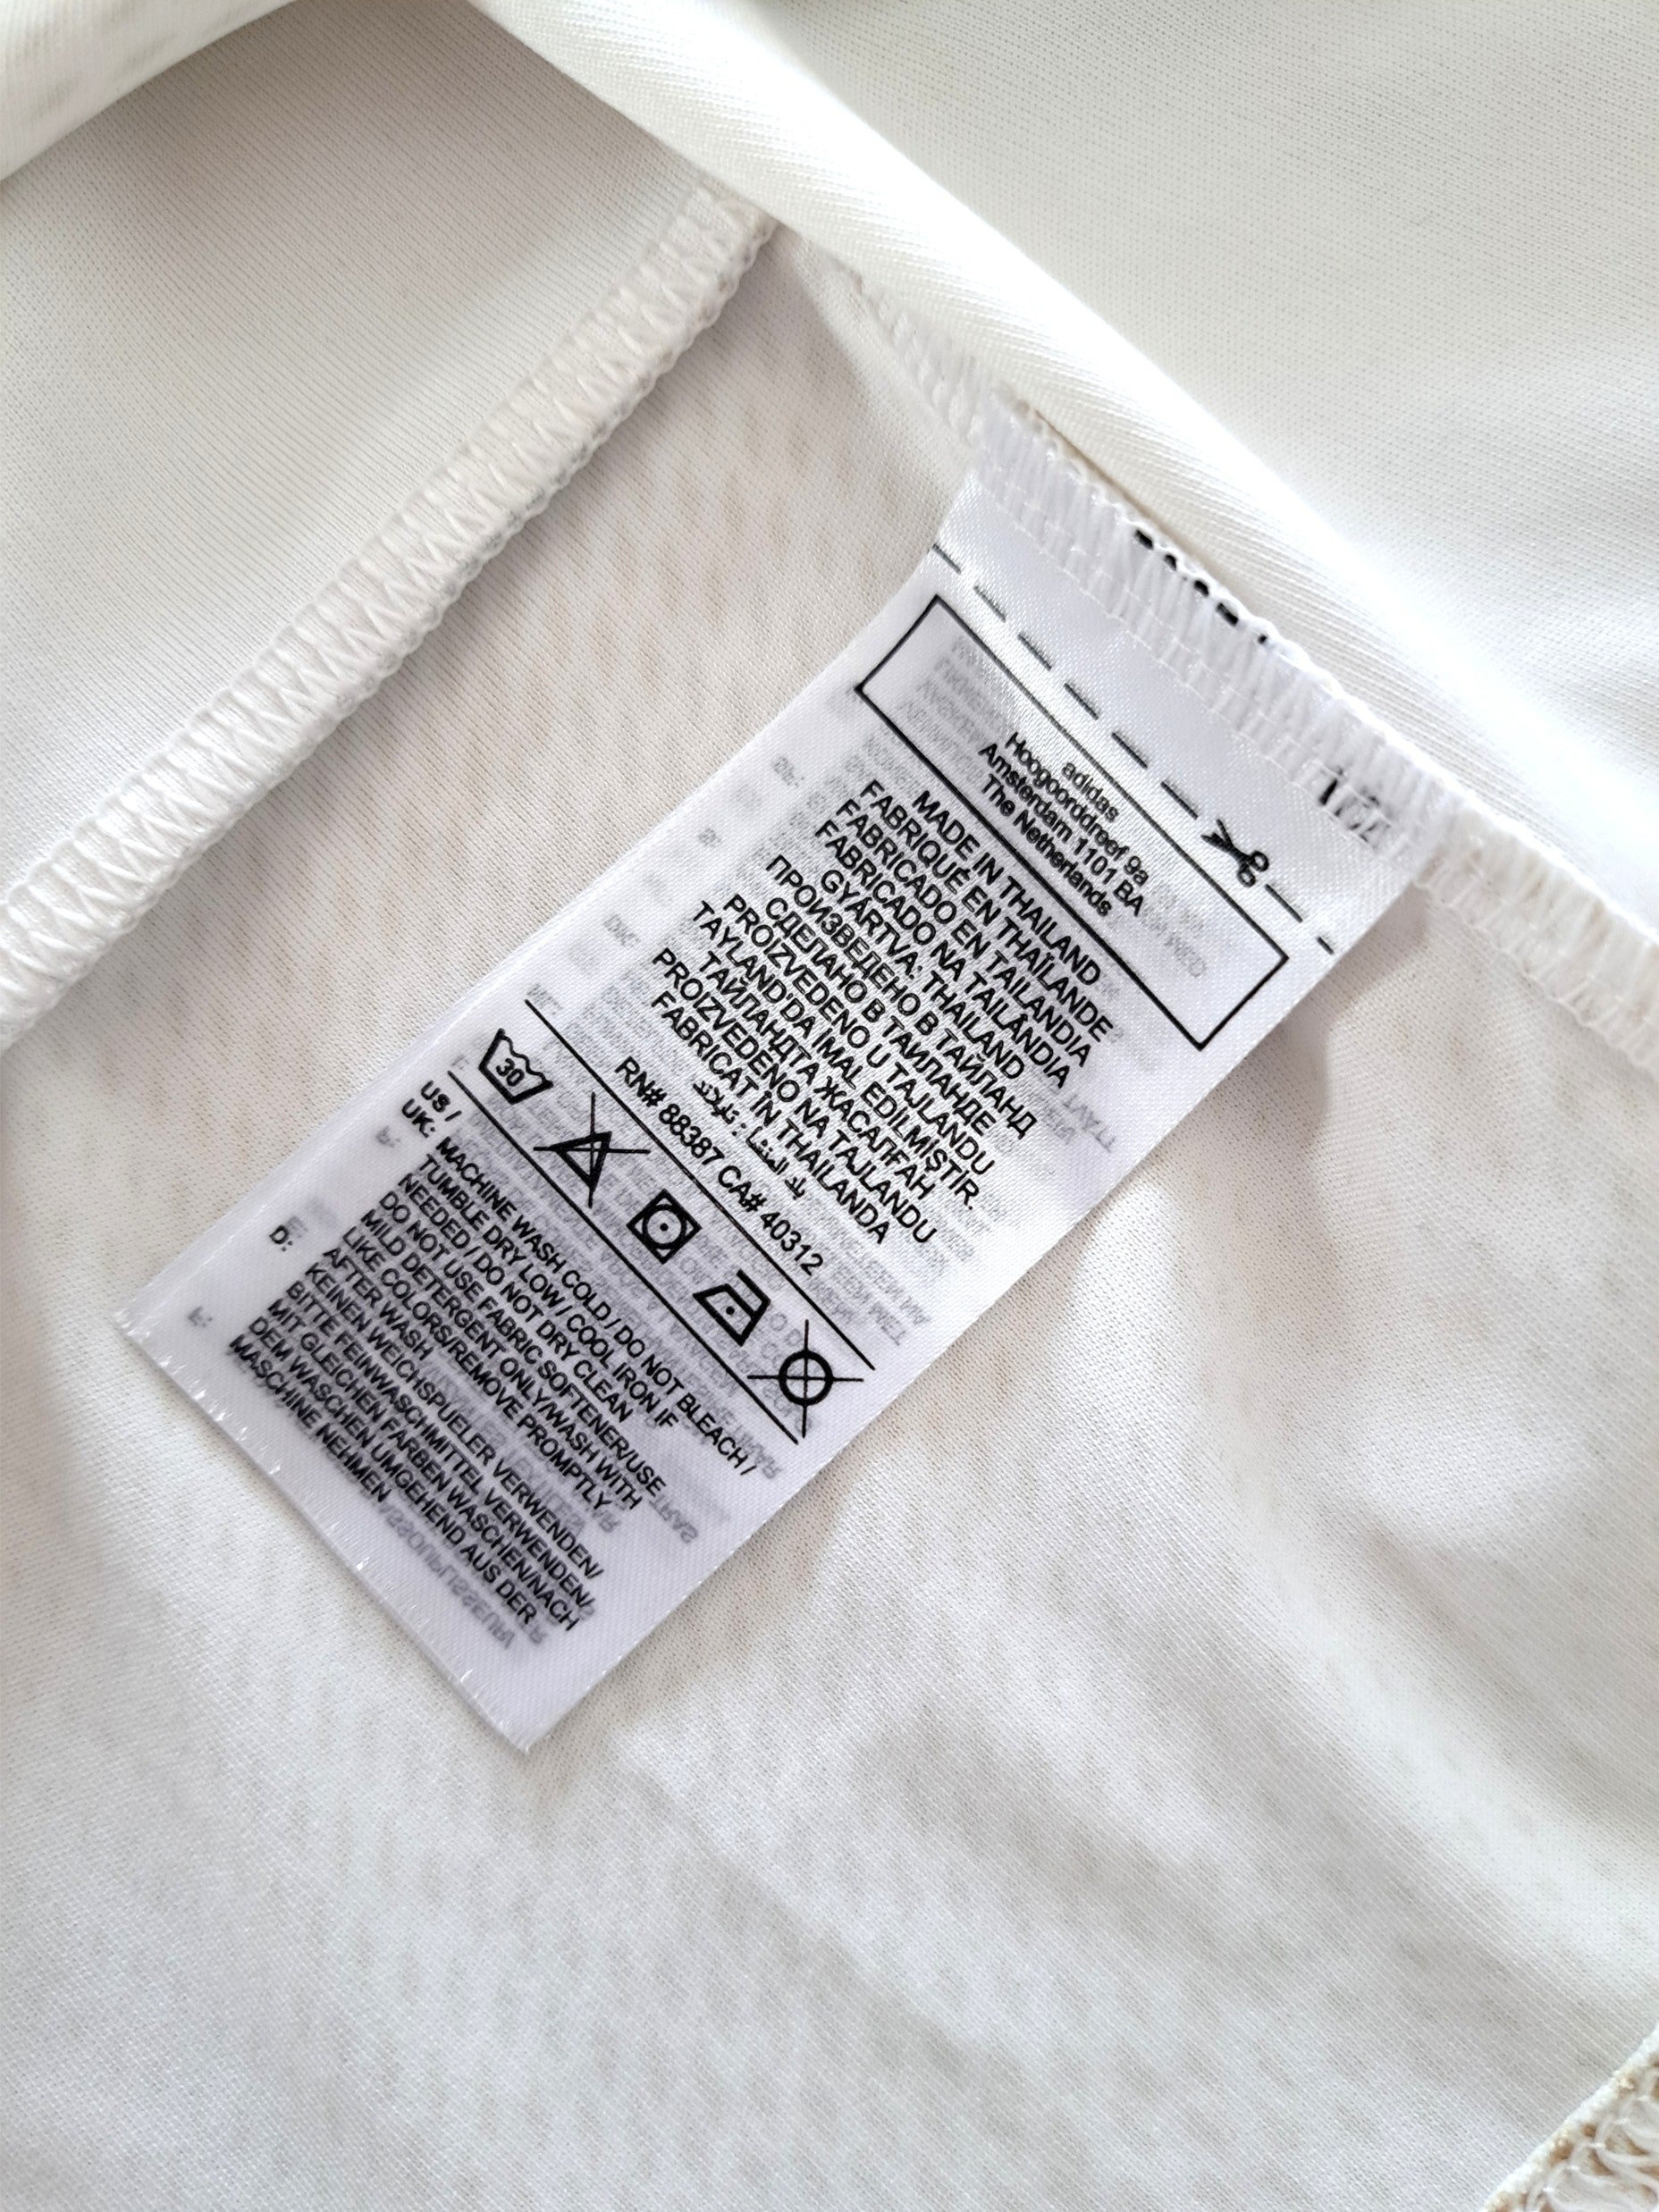 adidas
Hoogoorddreef 9a
Amsterdam 1101 BA
The Netherlands
MADE IN THAILAND
FABRIQUÉ EN THAÏLANDE
FABRICADO EN TAILANDIA
FABRICADO NA TAILÂNDIA
GYÁRTVA: THAILAND
ПРОИЗВЕДЕНО В ТАЙЛАНД
СДЕЛАНО В ТАИЛАНДЕ
PROIZVEDENO U TAJLANDU
TAYLAND'DA İMAL EDİLMİŞTİR.
ТАЙЛАНДТА ЖАСАЛҒАН
PROIZVEDENO NA TAJLANDU
FABRICAT ÎN THAILANDA
بلد المنشأ : تايلاند
RN# 88387 CA# 40312
30
US /
UK: MACHINE WASH COLD / DO NOT BLEACH /
TUMBLE DRY LOW / COOL IRON IF
NEEDED / DO NOT DRY CLEAN
DO NOT USE FABRIC SOFTENER/USE
MILD DETERGENT ONLY/WASH WITH
LIKE COLORS/REMOVE PROMPTLY
AFTER WASH
D: KEINEN WEICHSPUELER VERWENDEN/
BITTE FEINWASCHMITTEL VERWENDEN/
MIT GLEICHEN FARBEN WASCHEN/NACH
DEM WASCHEN UMGEHEND AUS DER
MASCHINE NEHMEN